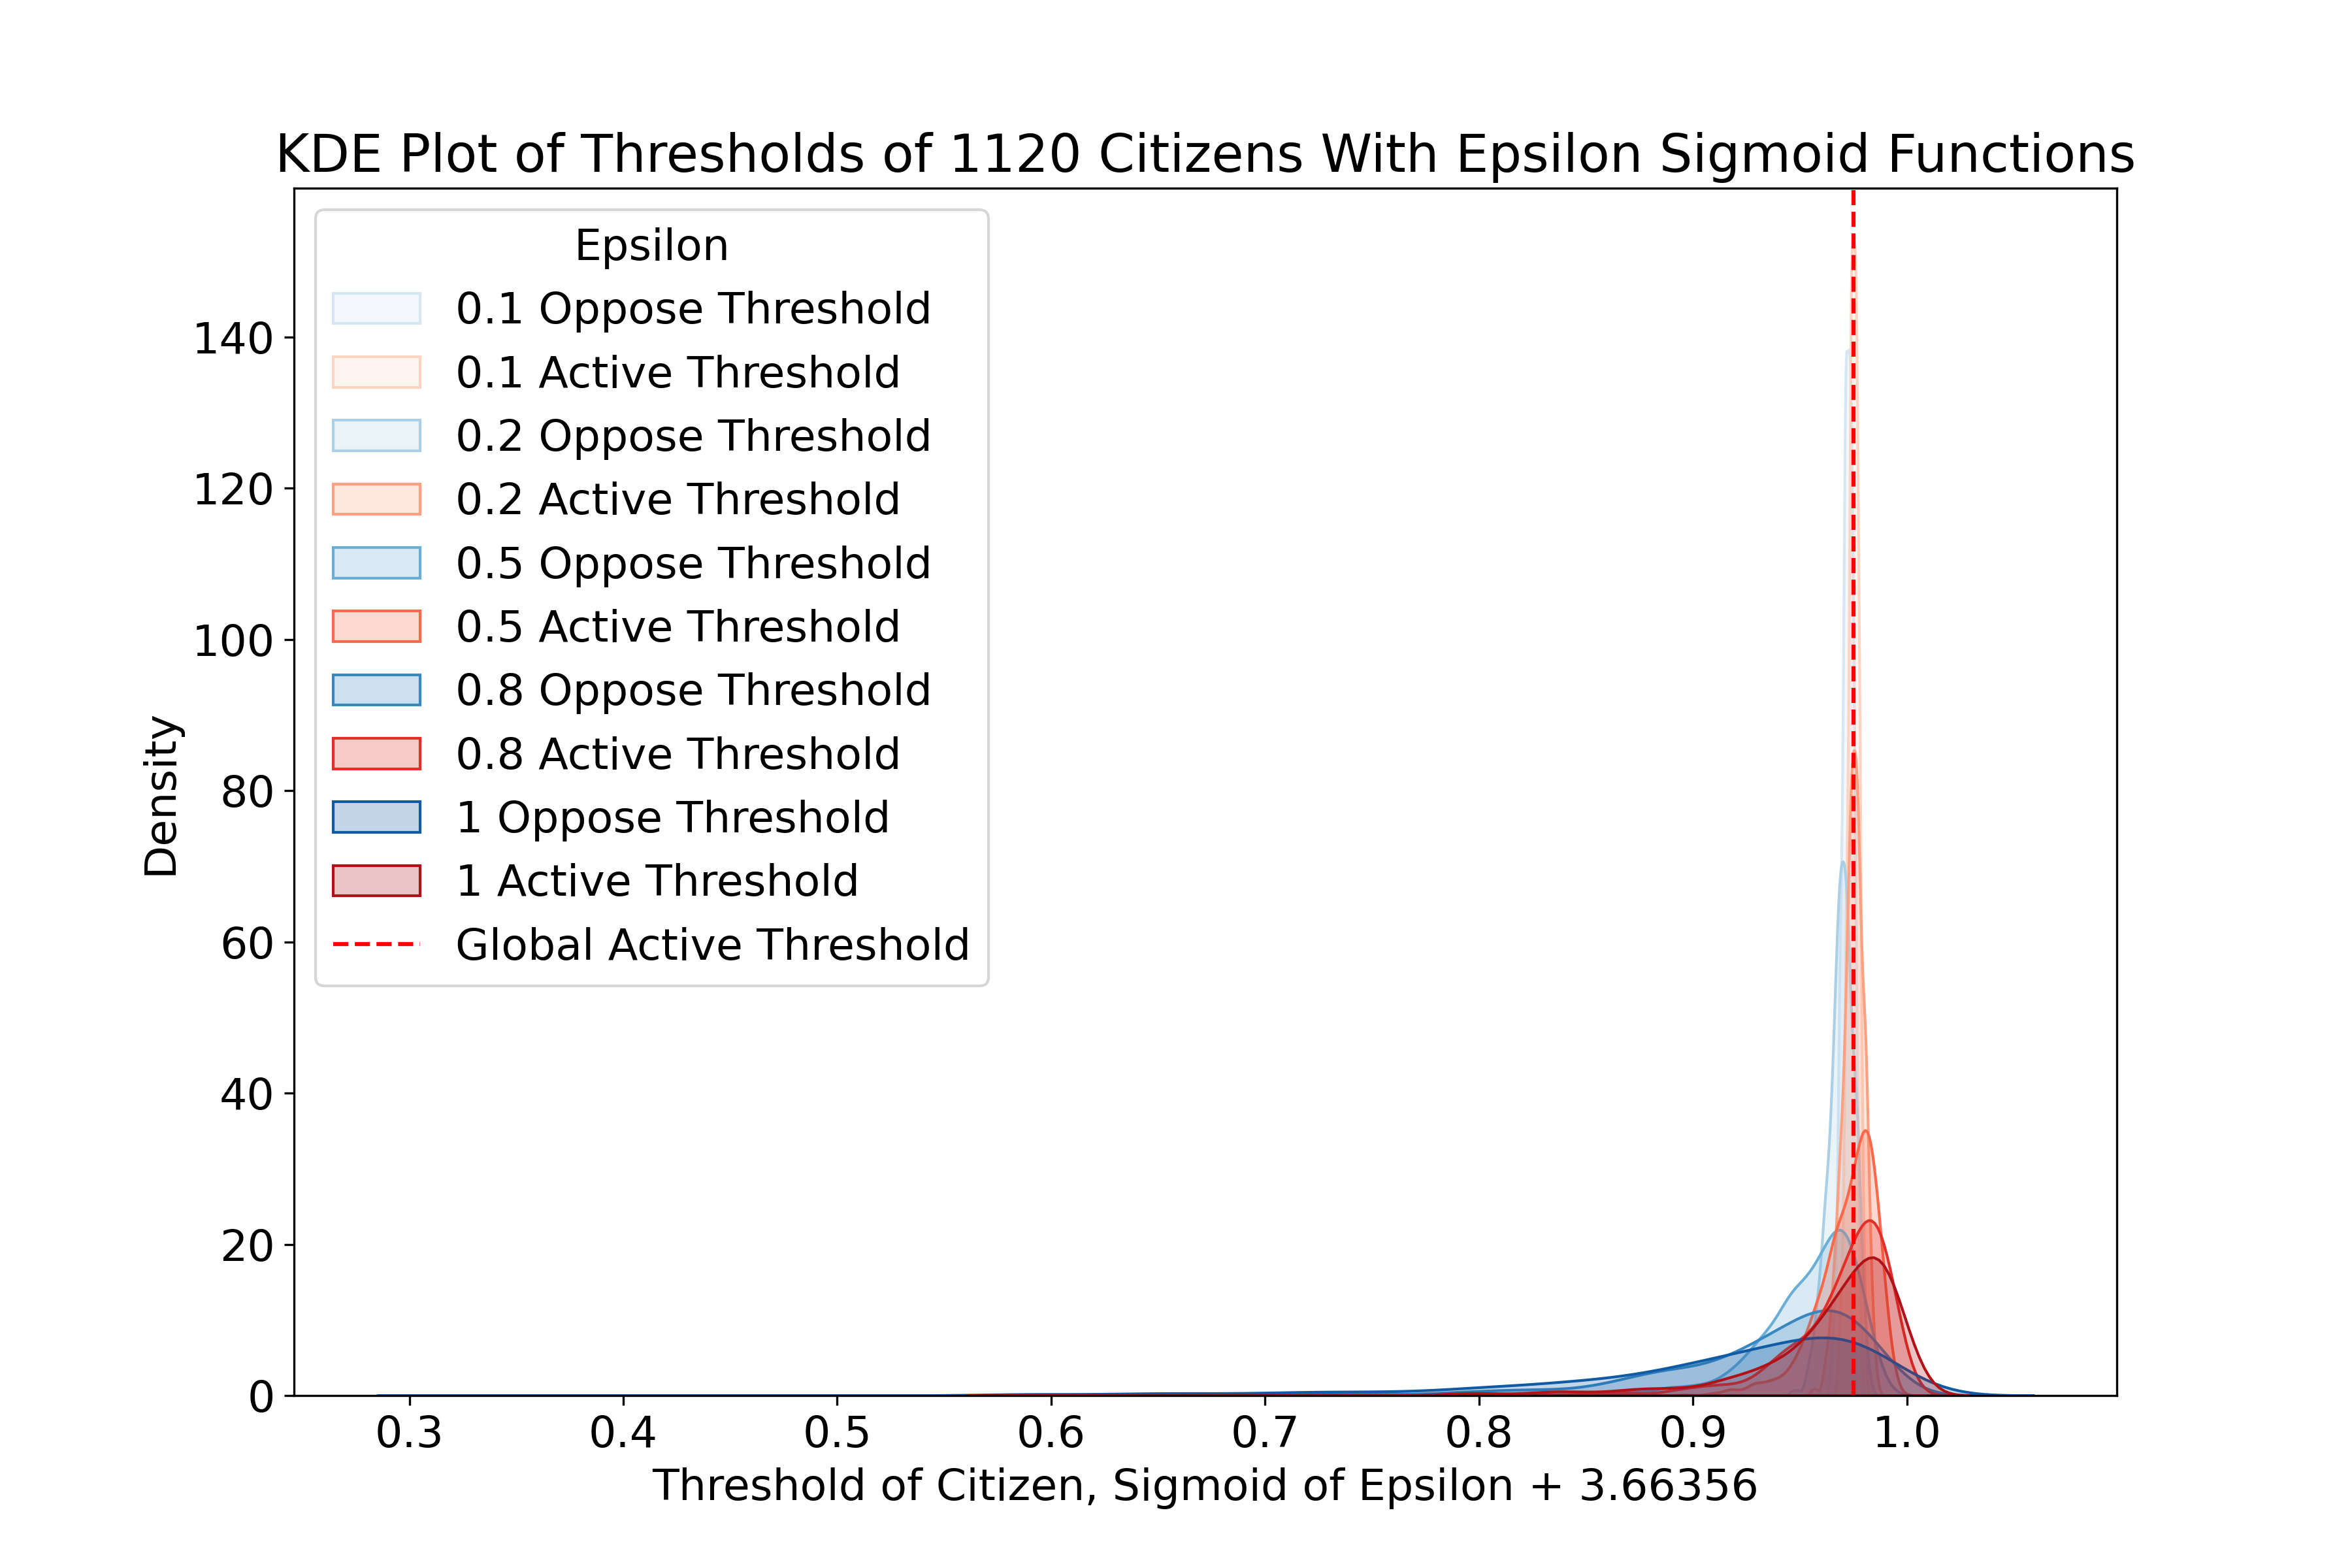 KDE Plot of Thresholds of 1120 Citizens With Epsilon Sigmoid Functions
Epsilon
0.1 Oppose Threshold
0.1 Active Threshold
0.2 Oppose Threshold
0.2 Active Threshold
0.5 Oppose Threshold
0.5 Active Threshold
0.8 Oppose Threshold
0.8 Active Threshold
1 Oppose Threshold
1 Active Threshold
Global Active Threshold
Density
140
120
100
80
60
40
20
0
0.3 0.4 0.5 0.6 0.7 0.8 0.9 1.0
Threshold of Citizen, Sigmoid of Epsilon + 3.66356